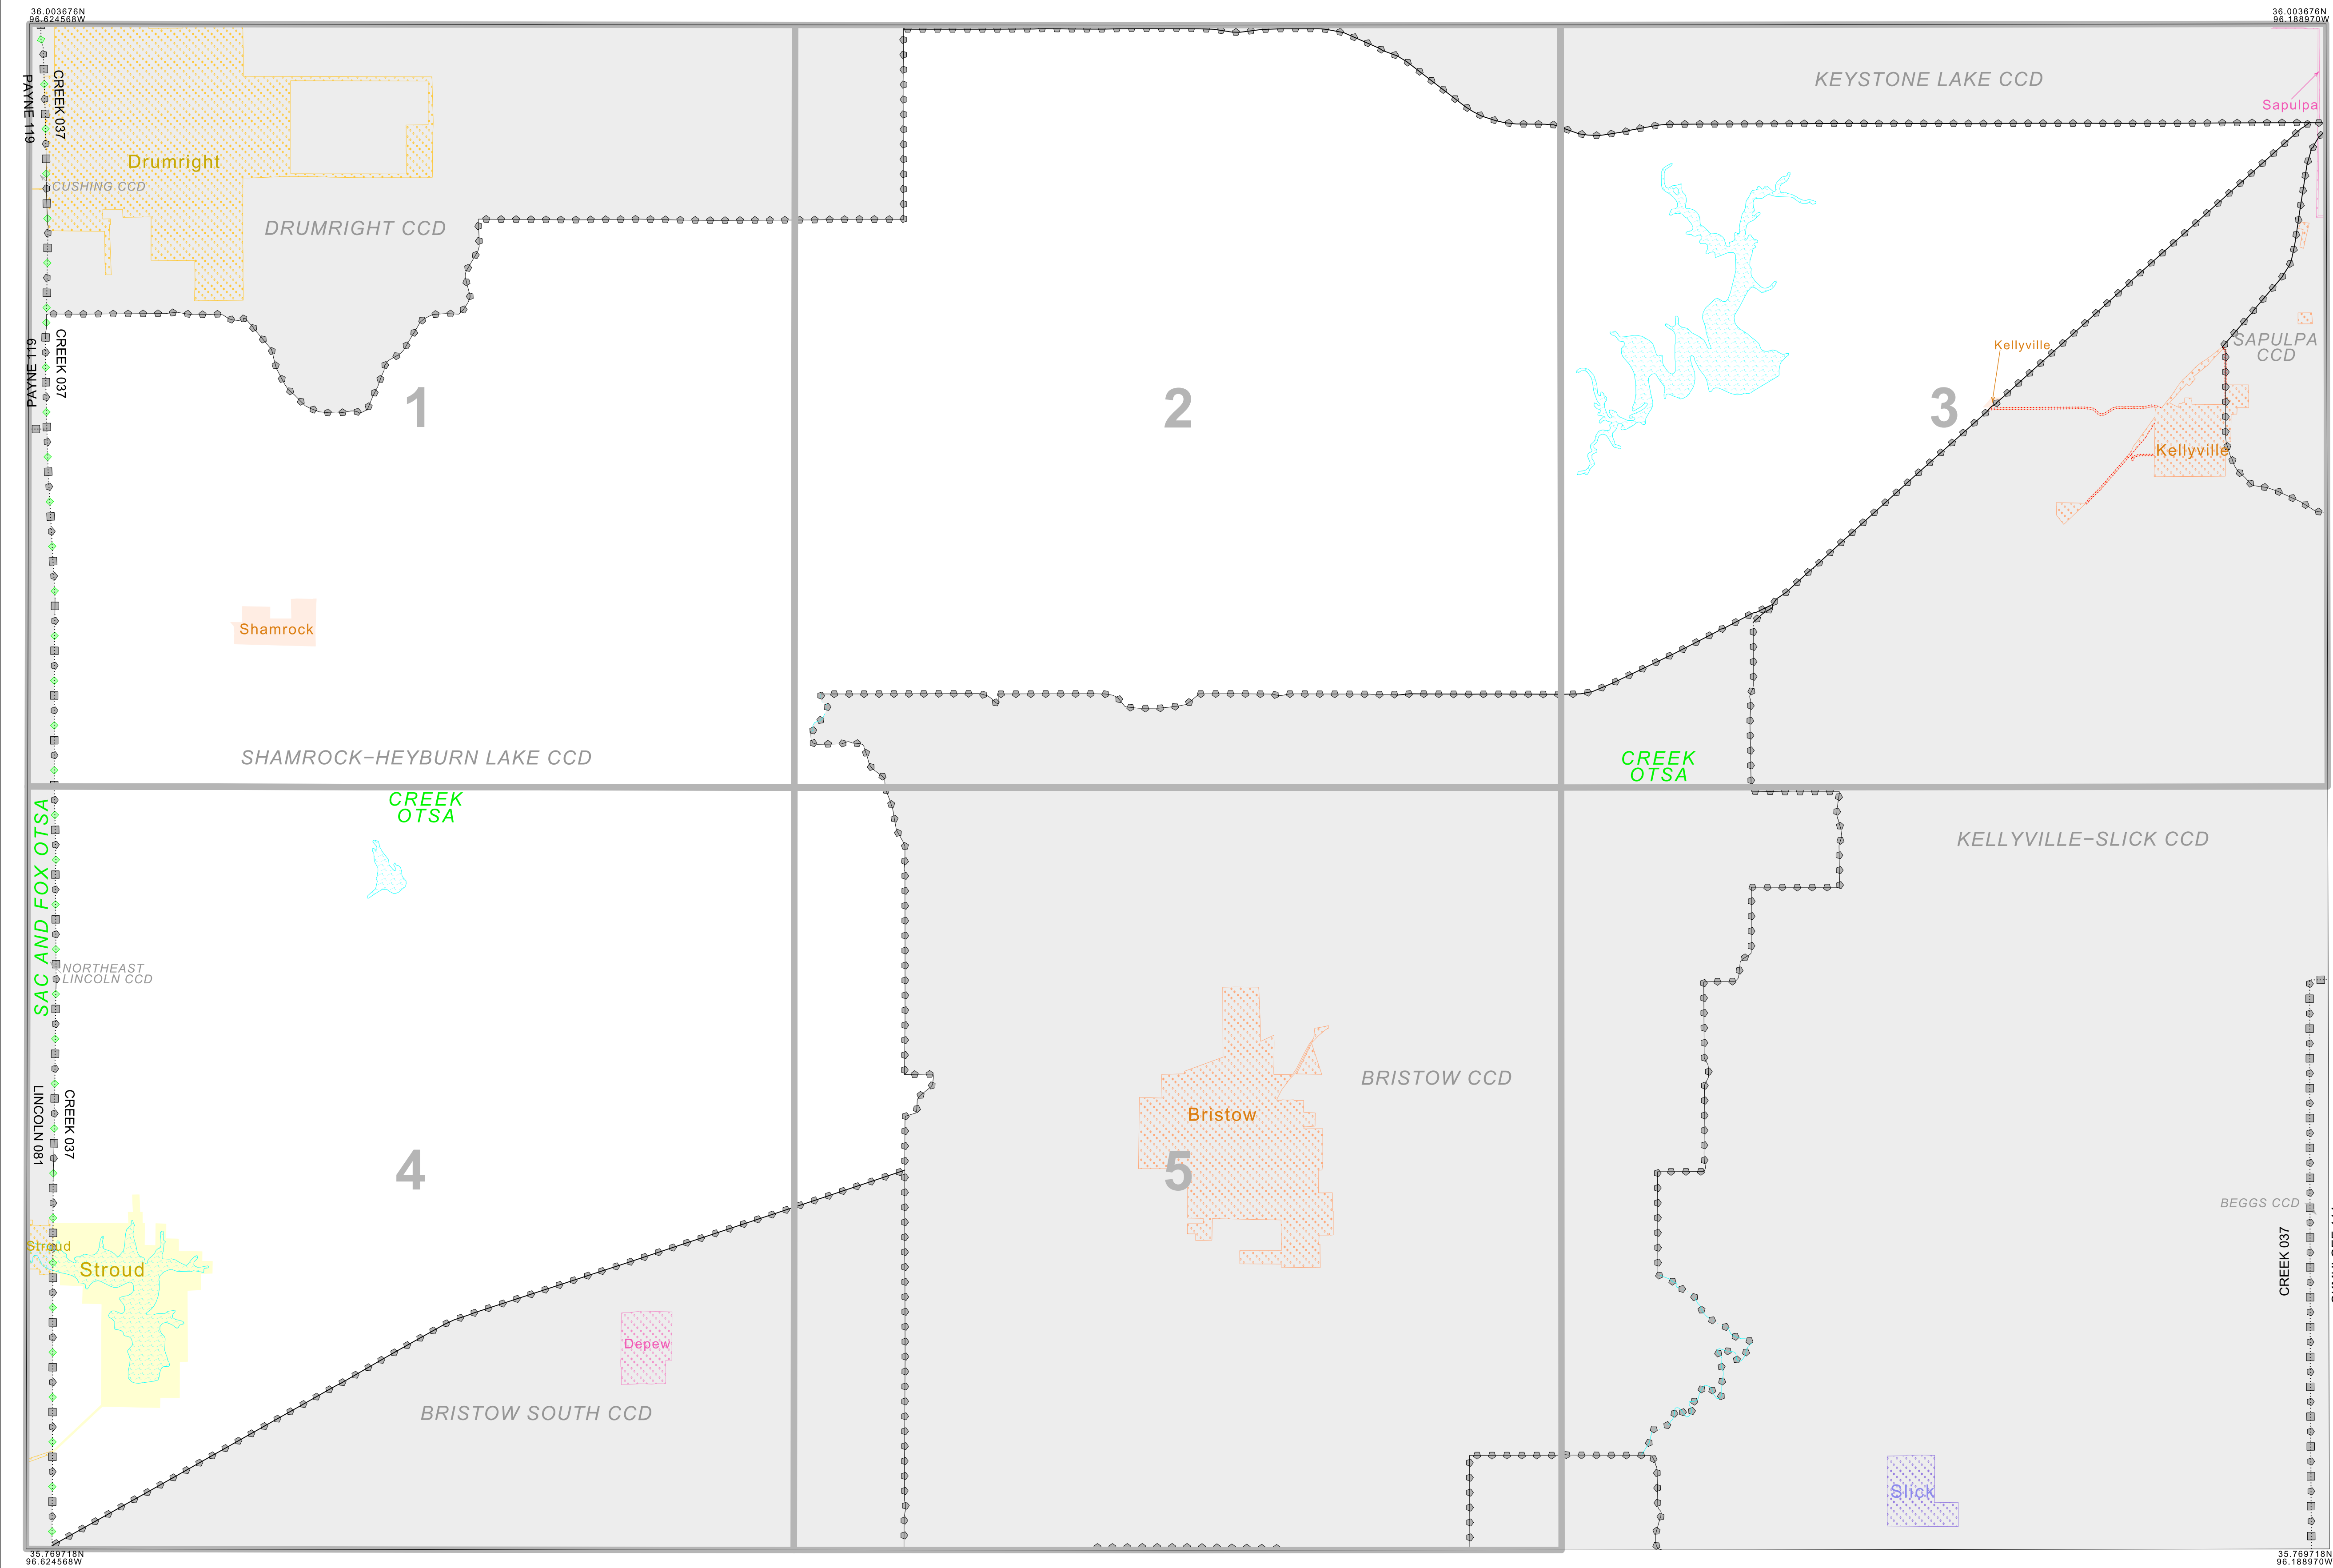 36.003676N
96.624568W
36.003676N
96.188970W
KEYSTONE LAKE CCD
Sapulpa
PAYNE 119
CREEK 037
Drumright
CUSHING CCD
DRUMRIGHT CCD
PAYNE 119
CREEK 037
Kellyville
SAPULPA
CCD
1
2
3
Kellyville
Shamrock
SHAMROCK-HEYBURN LAKE CCD
CREEK
OTSA
CREEK
OTSA
SAC AND FOX OTSA
KELLYVILLE-SLICK CCD
NORTHEAST
LINCOLN CCD
BRISTOW CCD
LINCOLN 081
CREEK 037
Bristow
4
5
BEGGS CCD
CREEK 037
Stroud
Stroud
Depew
BRISTOW SOUTH CCD
Slick
35.769718N
96.624568W
35.769718N
96.188970W